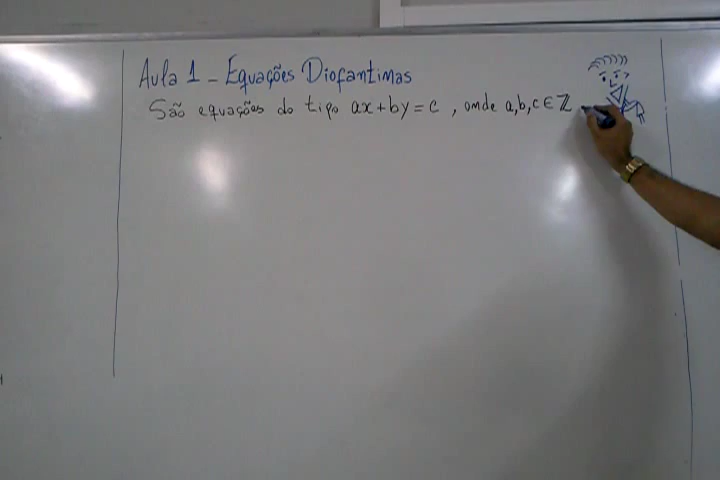 Aula 1 - Equações Diofantinas
São equações do tipo ax + by = c , onde a, b, c ∈ ℤ